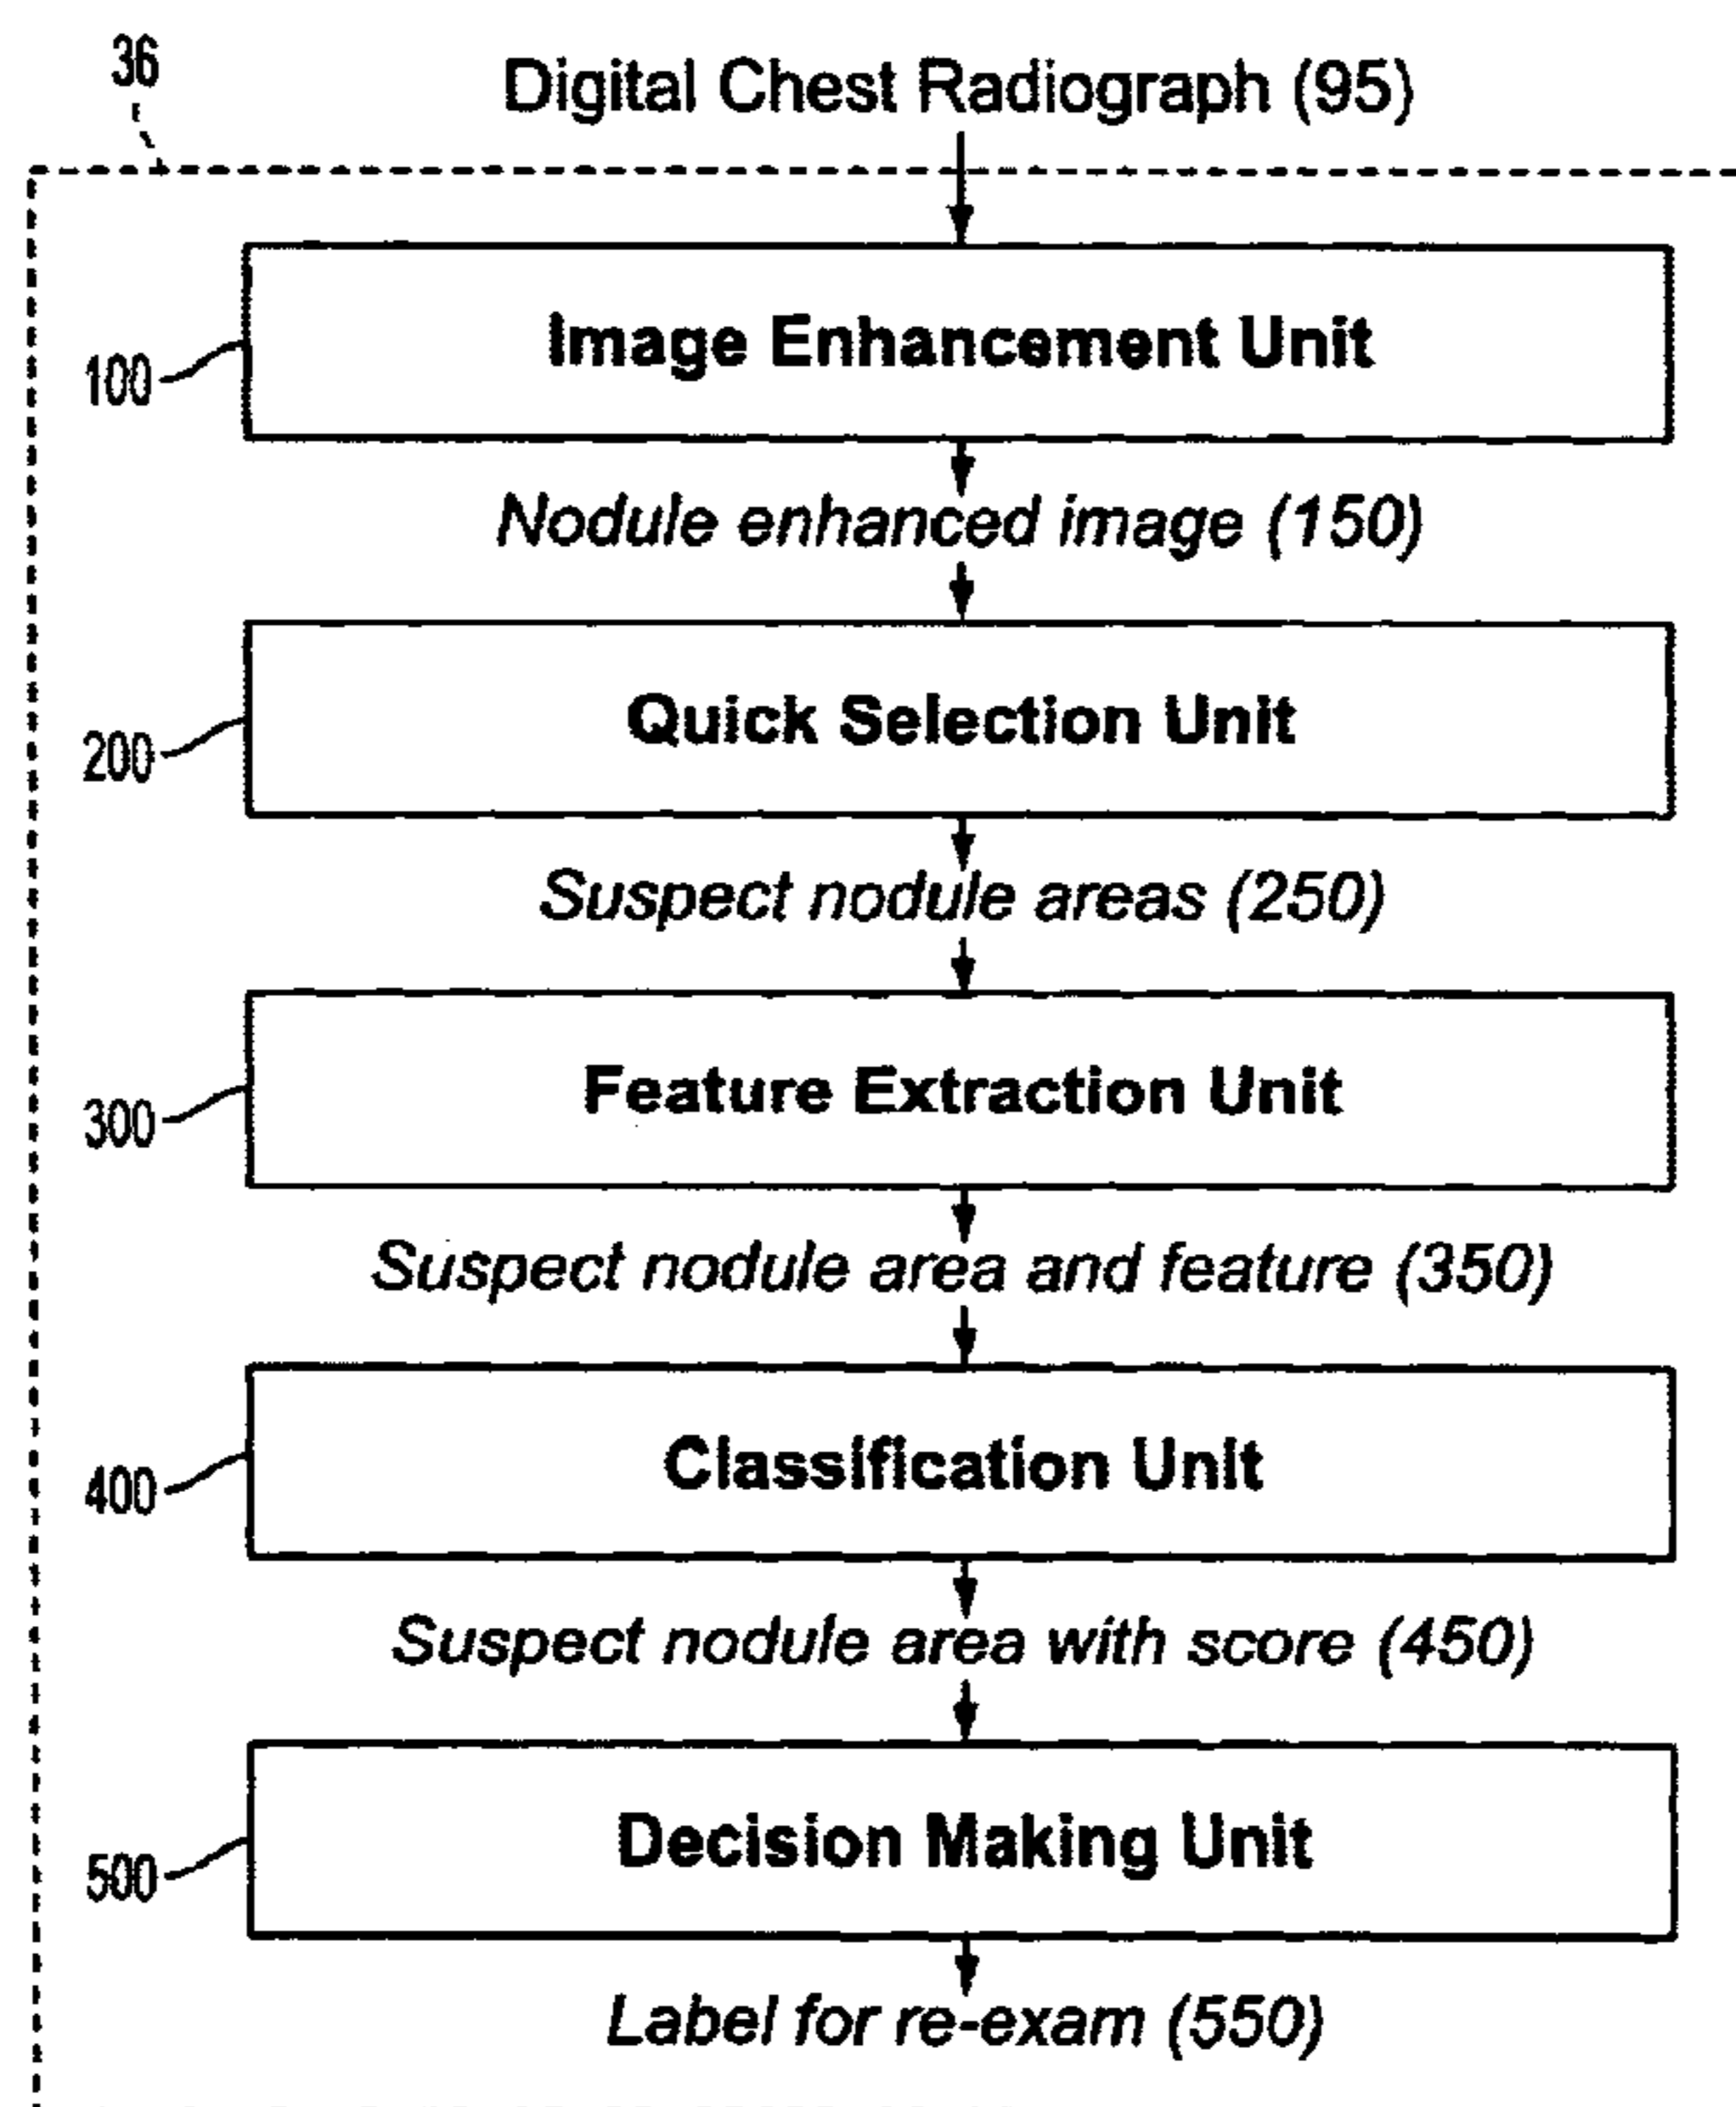 36
Digital Chest Radiograph (95)
Image Enhancement Unit
100
Nodule enhanced image (150)
Quick Selection Unit
200
Suspect nodule areas (250)
Feature Extraction Unit
300
Suspect nodule area and feature (350)
Classification Unit
400
Suspect nodule area with score (450)
Decision Making Unit
500
Label for re-exam (550)